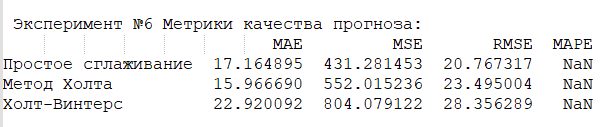 Эксперимент №6 Метрики качества прогноза:
MAE MSE RMSE MAPE
Простое сглаживание 17.164895 431.281453 20.767317 NaN
Метод Холта 15.966690 552.015236 23.495004 NaN
Холт-Винтерс 22.920092 804.079122 28.356289 NaN